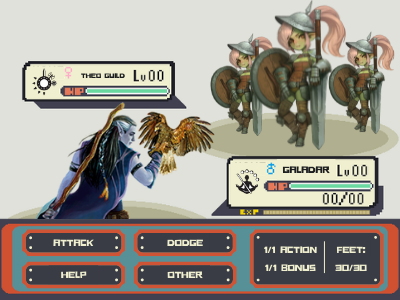 THEO GUILD Lv00
HP
GALADAR Lv00
HP
00/00
EXP
ATTACK
DODGE
HELP
OTHER
1/1 ACTION
1/1 BONUS
FEET:
30/30